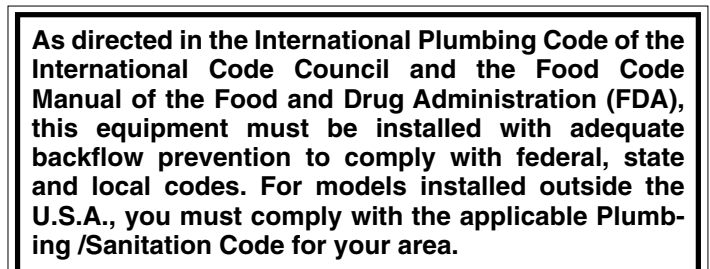 As directed in the International Plumbing Code of the
International Code Council and the Food Code
Manual of the Food and Drug Administration (FDA),
this equipment must be installed with adequate
backflow prevention to comply with federal, state
and local codes. For models installed outside the
U.S.A., you must comply with the applicable Plumb-
ing /Sanitation Code for your area.